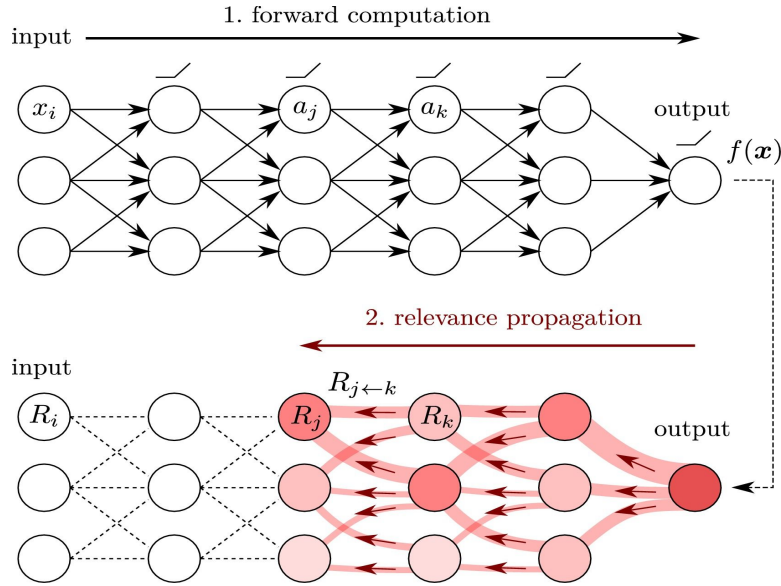 1. forward computation
input
x_i
a_j
a_k
output
f(x)
2. relevance propagation
input
R_{j←k}
R_i
R_j
R_k
output